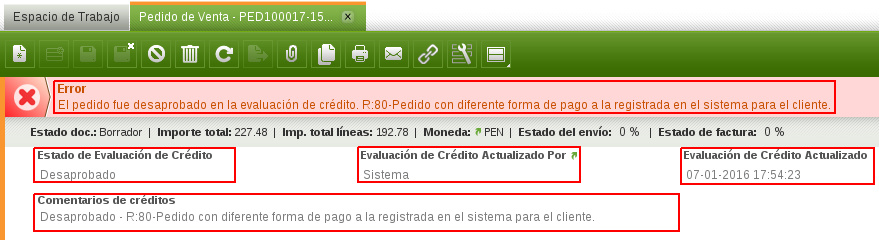 Espacio de Trabajo
Pedido de Venta - PED100017-15...
Error
El pedido fue desaprobado en la evaluación de crédito. R:80-Pedido con diferente forma de pago a la registrada en el sistema para el cliente.
Estado doc.: Borrador | Importe total: 227.48 | Imp. total líneas: 192.78 | Moneda: PEN | Estado del envío: 0 % | Estado de factura: 0 %
Estado de Evaluación de Crédito Evaluación de Crédito Actualizado Por Evaluación de Crédito Actualizado
Desaprobado Sistema 07-01-2016 17:54:23
Comentarios de créditos
Desaprobado - R:80-Pedido con diferente forma de pago a la registrada en el sistema para el cliente.